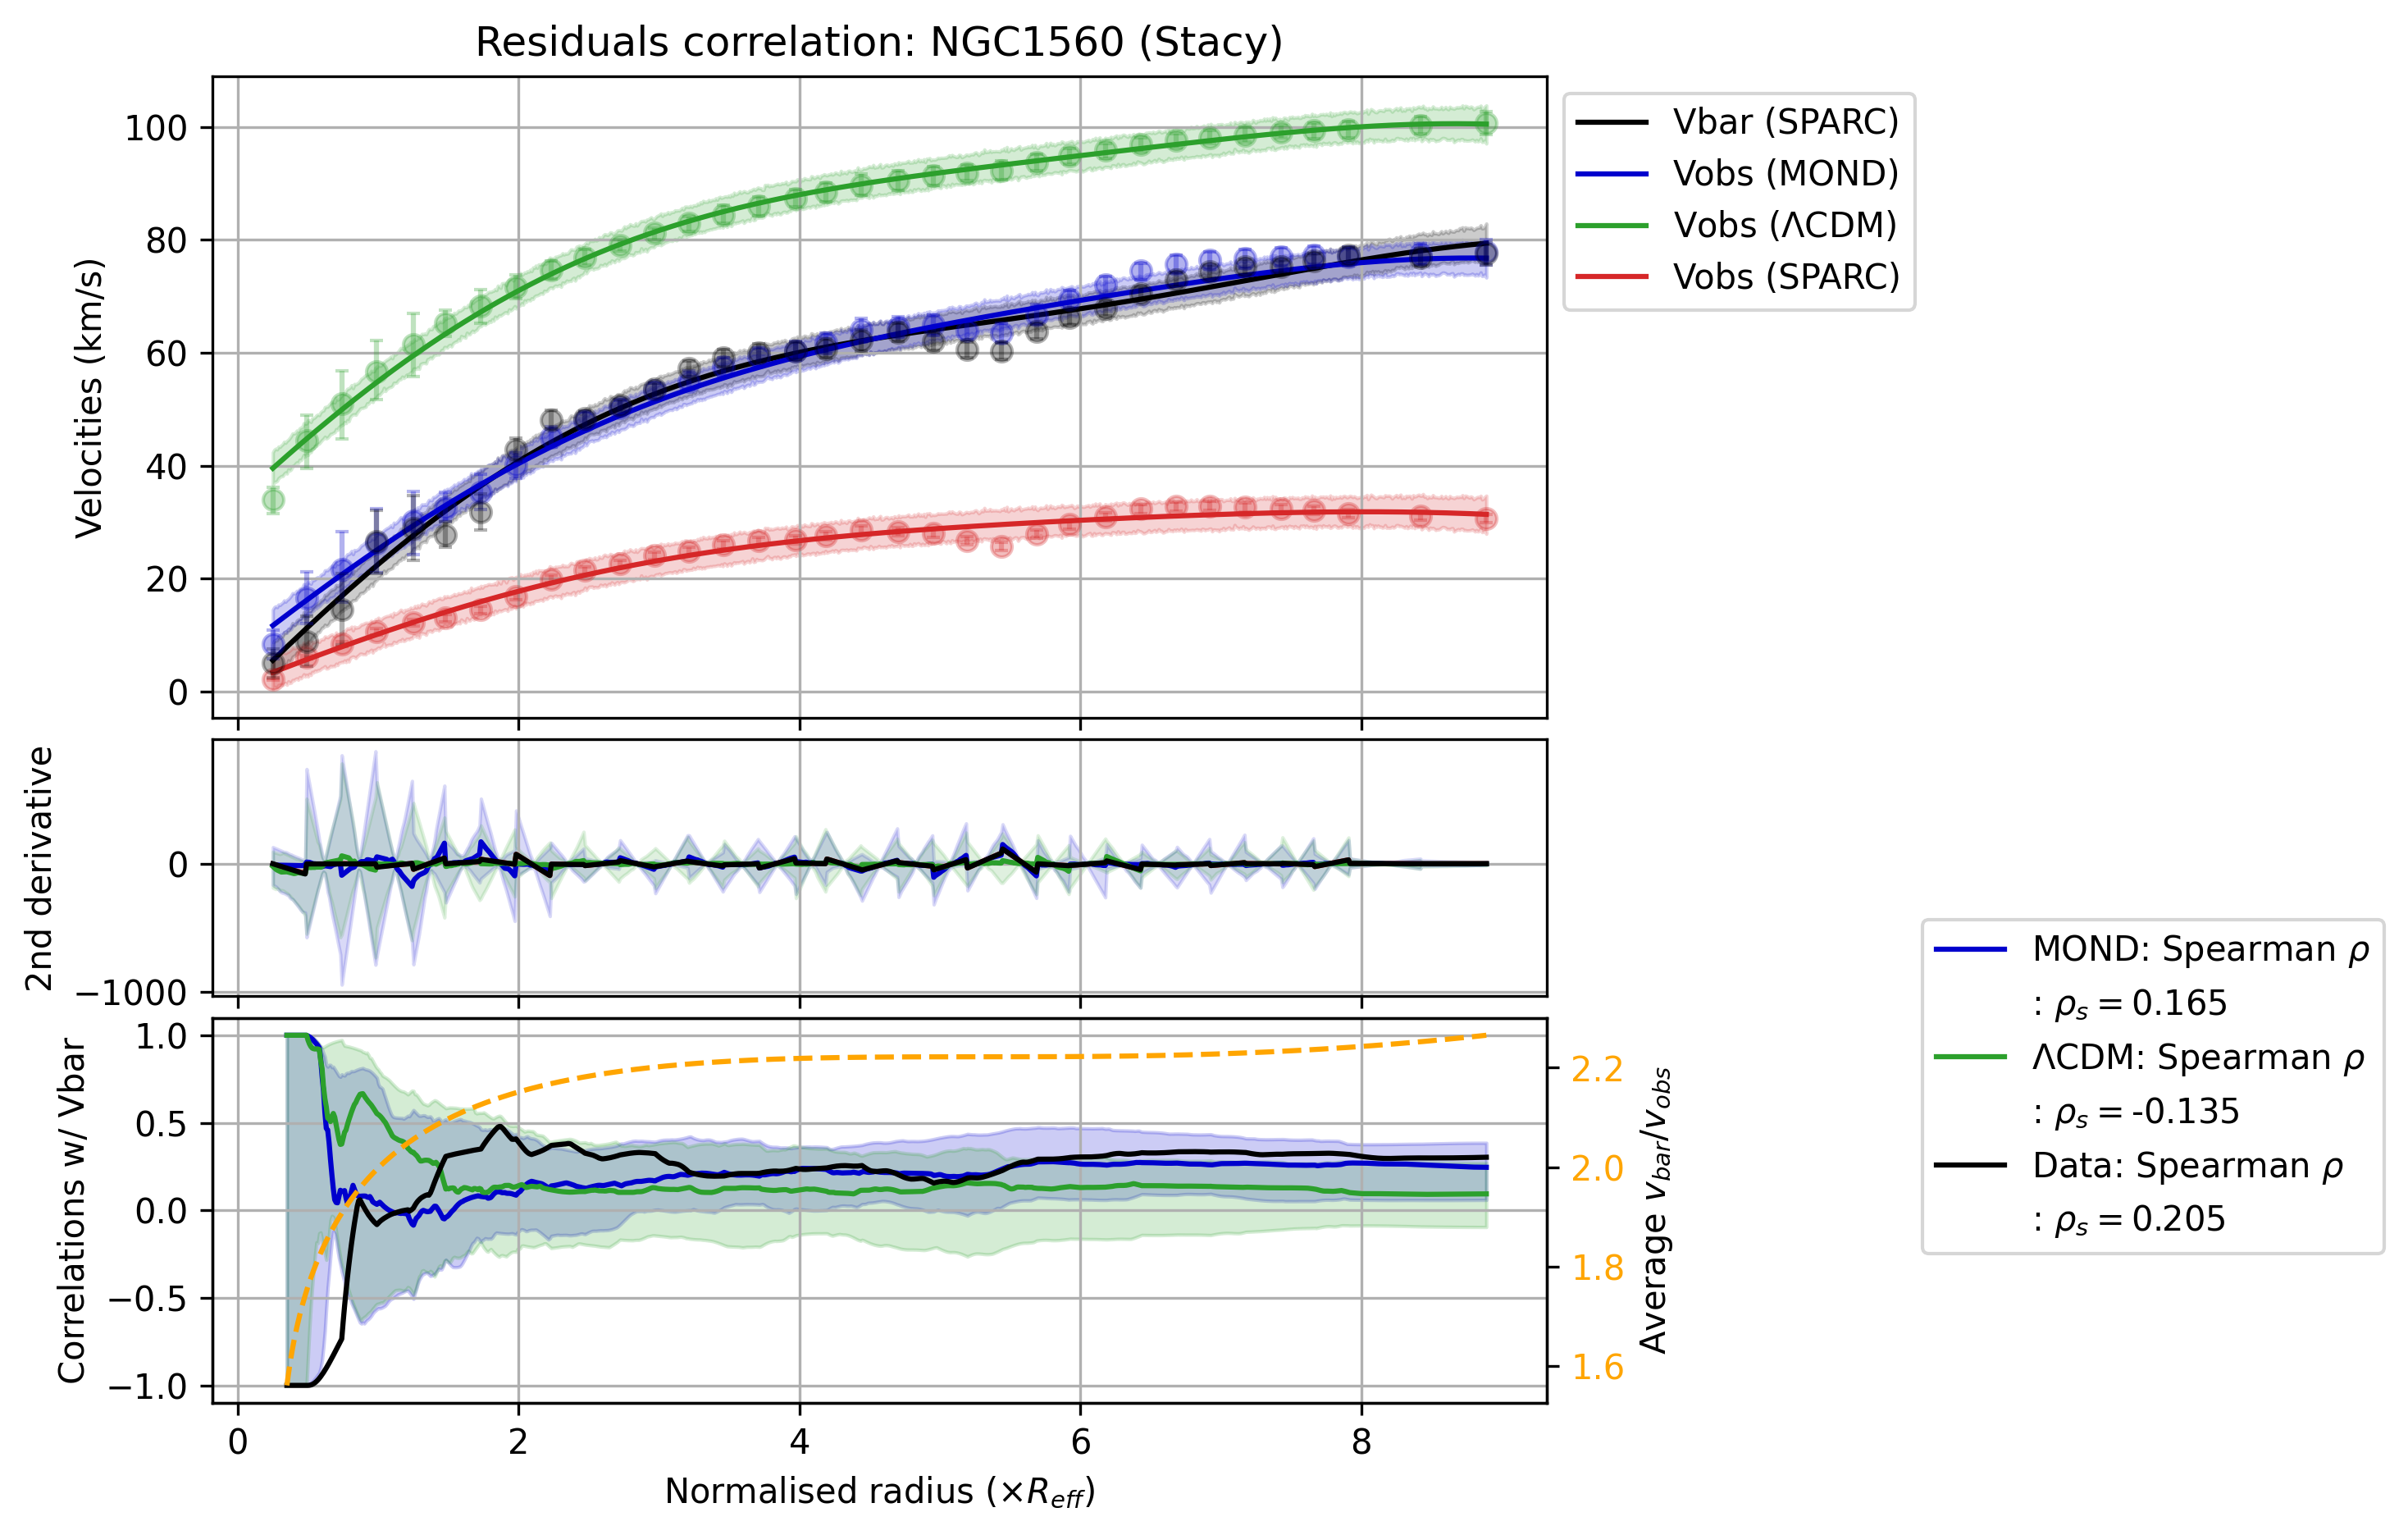 Residuals correlation: NGC1560 (Stacy)
Velocities (km/s)
100
80
60
40
20
0
Vbar (SPARC)
Vobs (MOND)
Vobs (ΛCDM)
Vobs (SPARC)
2nd derivative
0
−1000
Correlations w/ Vbar
1.0
0.5
0.0
−0.5
−1.0
2.2
2.0
1.8
1.6
Average v_bar/v_obs
MOND: Spearman ρ
: ρ_s = 0.165
ΛCDM: Spearman ρ
: ρ_s = -0.135
Data: Spearman ρ
: ρ_s = 0.205
0 2 4 6 8
Normalised radius (×R_eff)